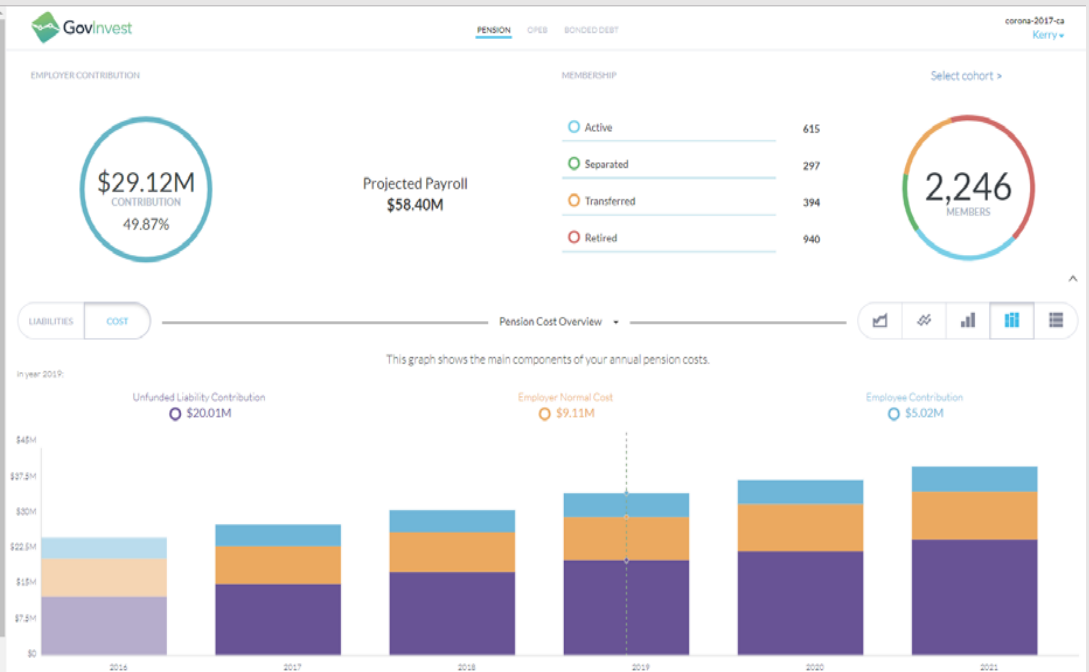 GovInvest
PENSION OPEB BONDED DEBT
corona-2017-ca
Kerry
EMPLOYER CONTRIBUTION
MEMBERSHIP
Select cohort >
$29.12M
CONTRIBUTION
49.87%
Projected Payroll
$58.40M
Active 615
Separated 297
Transferred 394
Retired 940
2,246
MEMBERS
LIABILITIES COST
Pension Cost Overview
This graph shows the main components of your annual pension costs.
In year 2019:
Unfunded Liability Contribution
$20.01M
Employer Normal Cost
$9.11M
Employee Contribution
$5.02M
$45M
$37.5M
$30M
$22.5M
$15M
$7.5M
$0
2016 2017 2018 2019 2020 2021